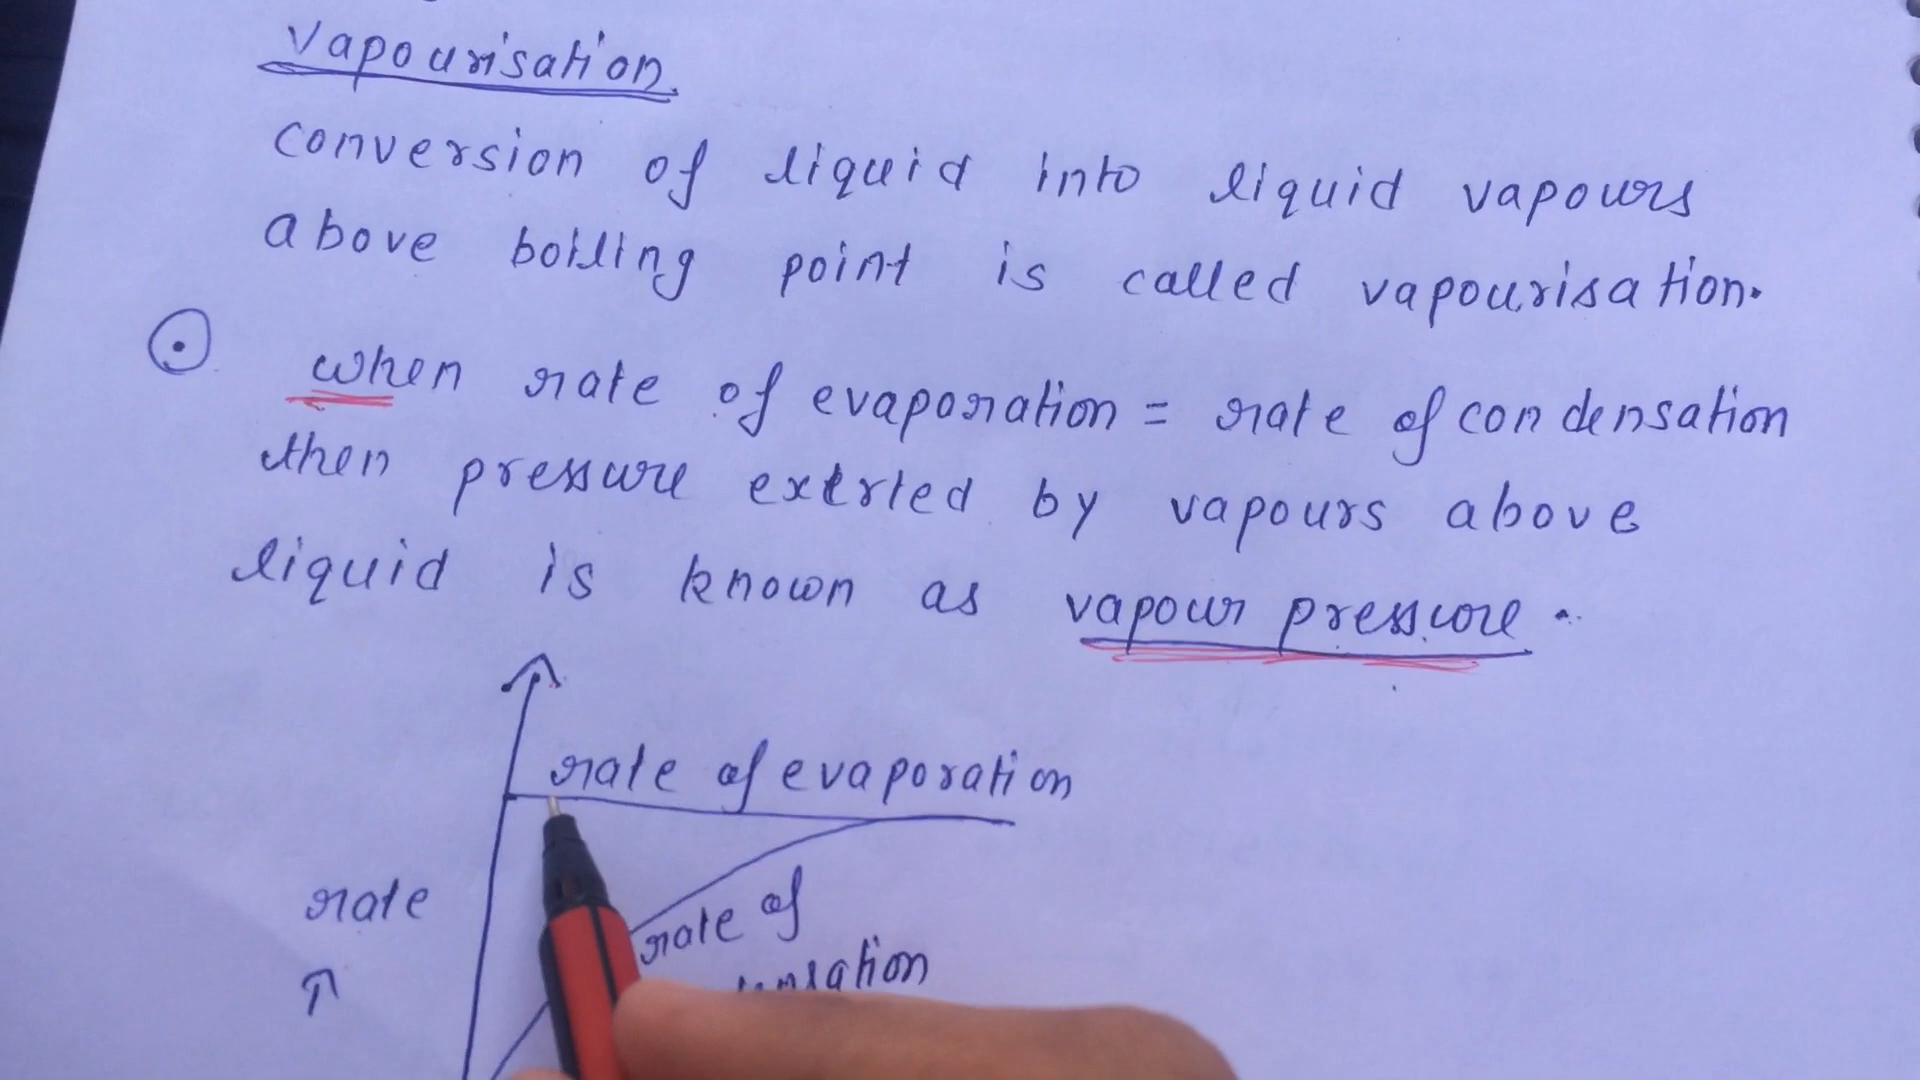 Vapourisation
conversion of liquid into liquid vapours
above boiling point is called vapourisation.
when rate of evaporation = rate of condensation
then pressure exerted by vapours above
liquid is known as vapour pressure.
rate of evaporation
rate
rate of